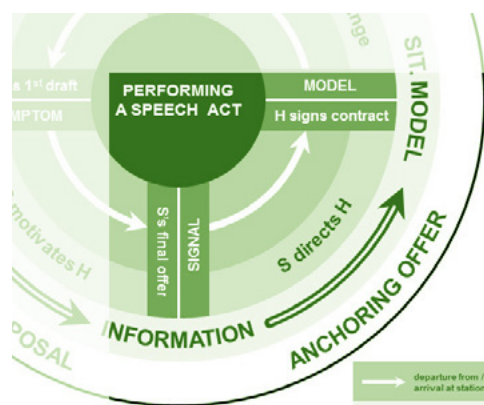 nge
SIT. MODEL
s 1st draft
MPTOM
PERFORMING
A SPEECH ACT
MODEL
H signs contract
S's final offer
SIGNAL
motivates H
S directs H
POSAL
INFORMATION
ANCHORING OFFER
departure from /
arrival at station